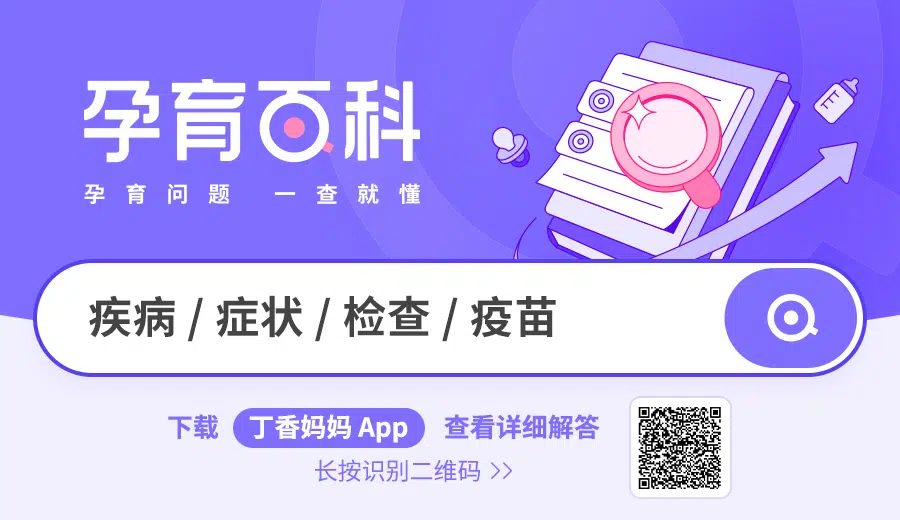 孕育百科
孕育问题 一查就懂
疾病 / 症状 / 检查 / 疫苗
下载 丁香妈妈 App 查看详细解答
长按识别二维码 >>